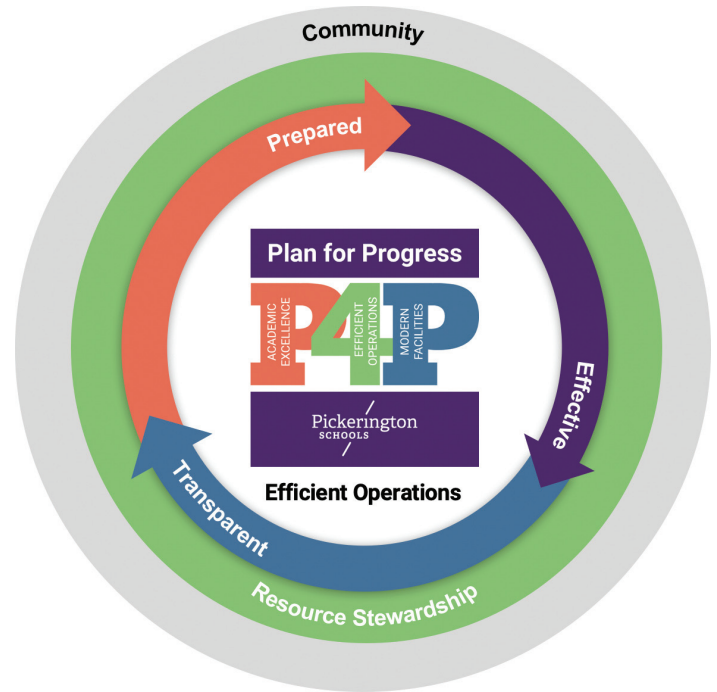 Community
Prepared
Plan for Progress
P4P
ACADEMIC
EXCELLENCE
EFFICIENT
OPERATIONS
MODERN
FACILITIES
Effective
Pickerington
SCHOOLS
Efficient Operations
Transparent
Resource Stewardship